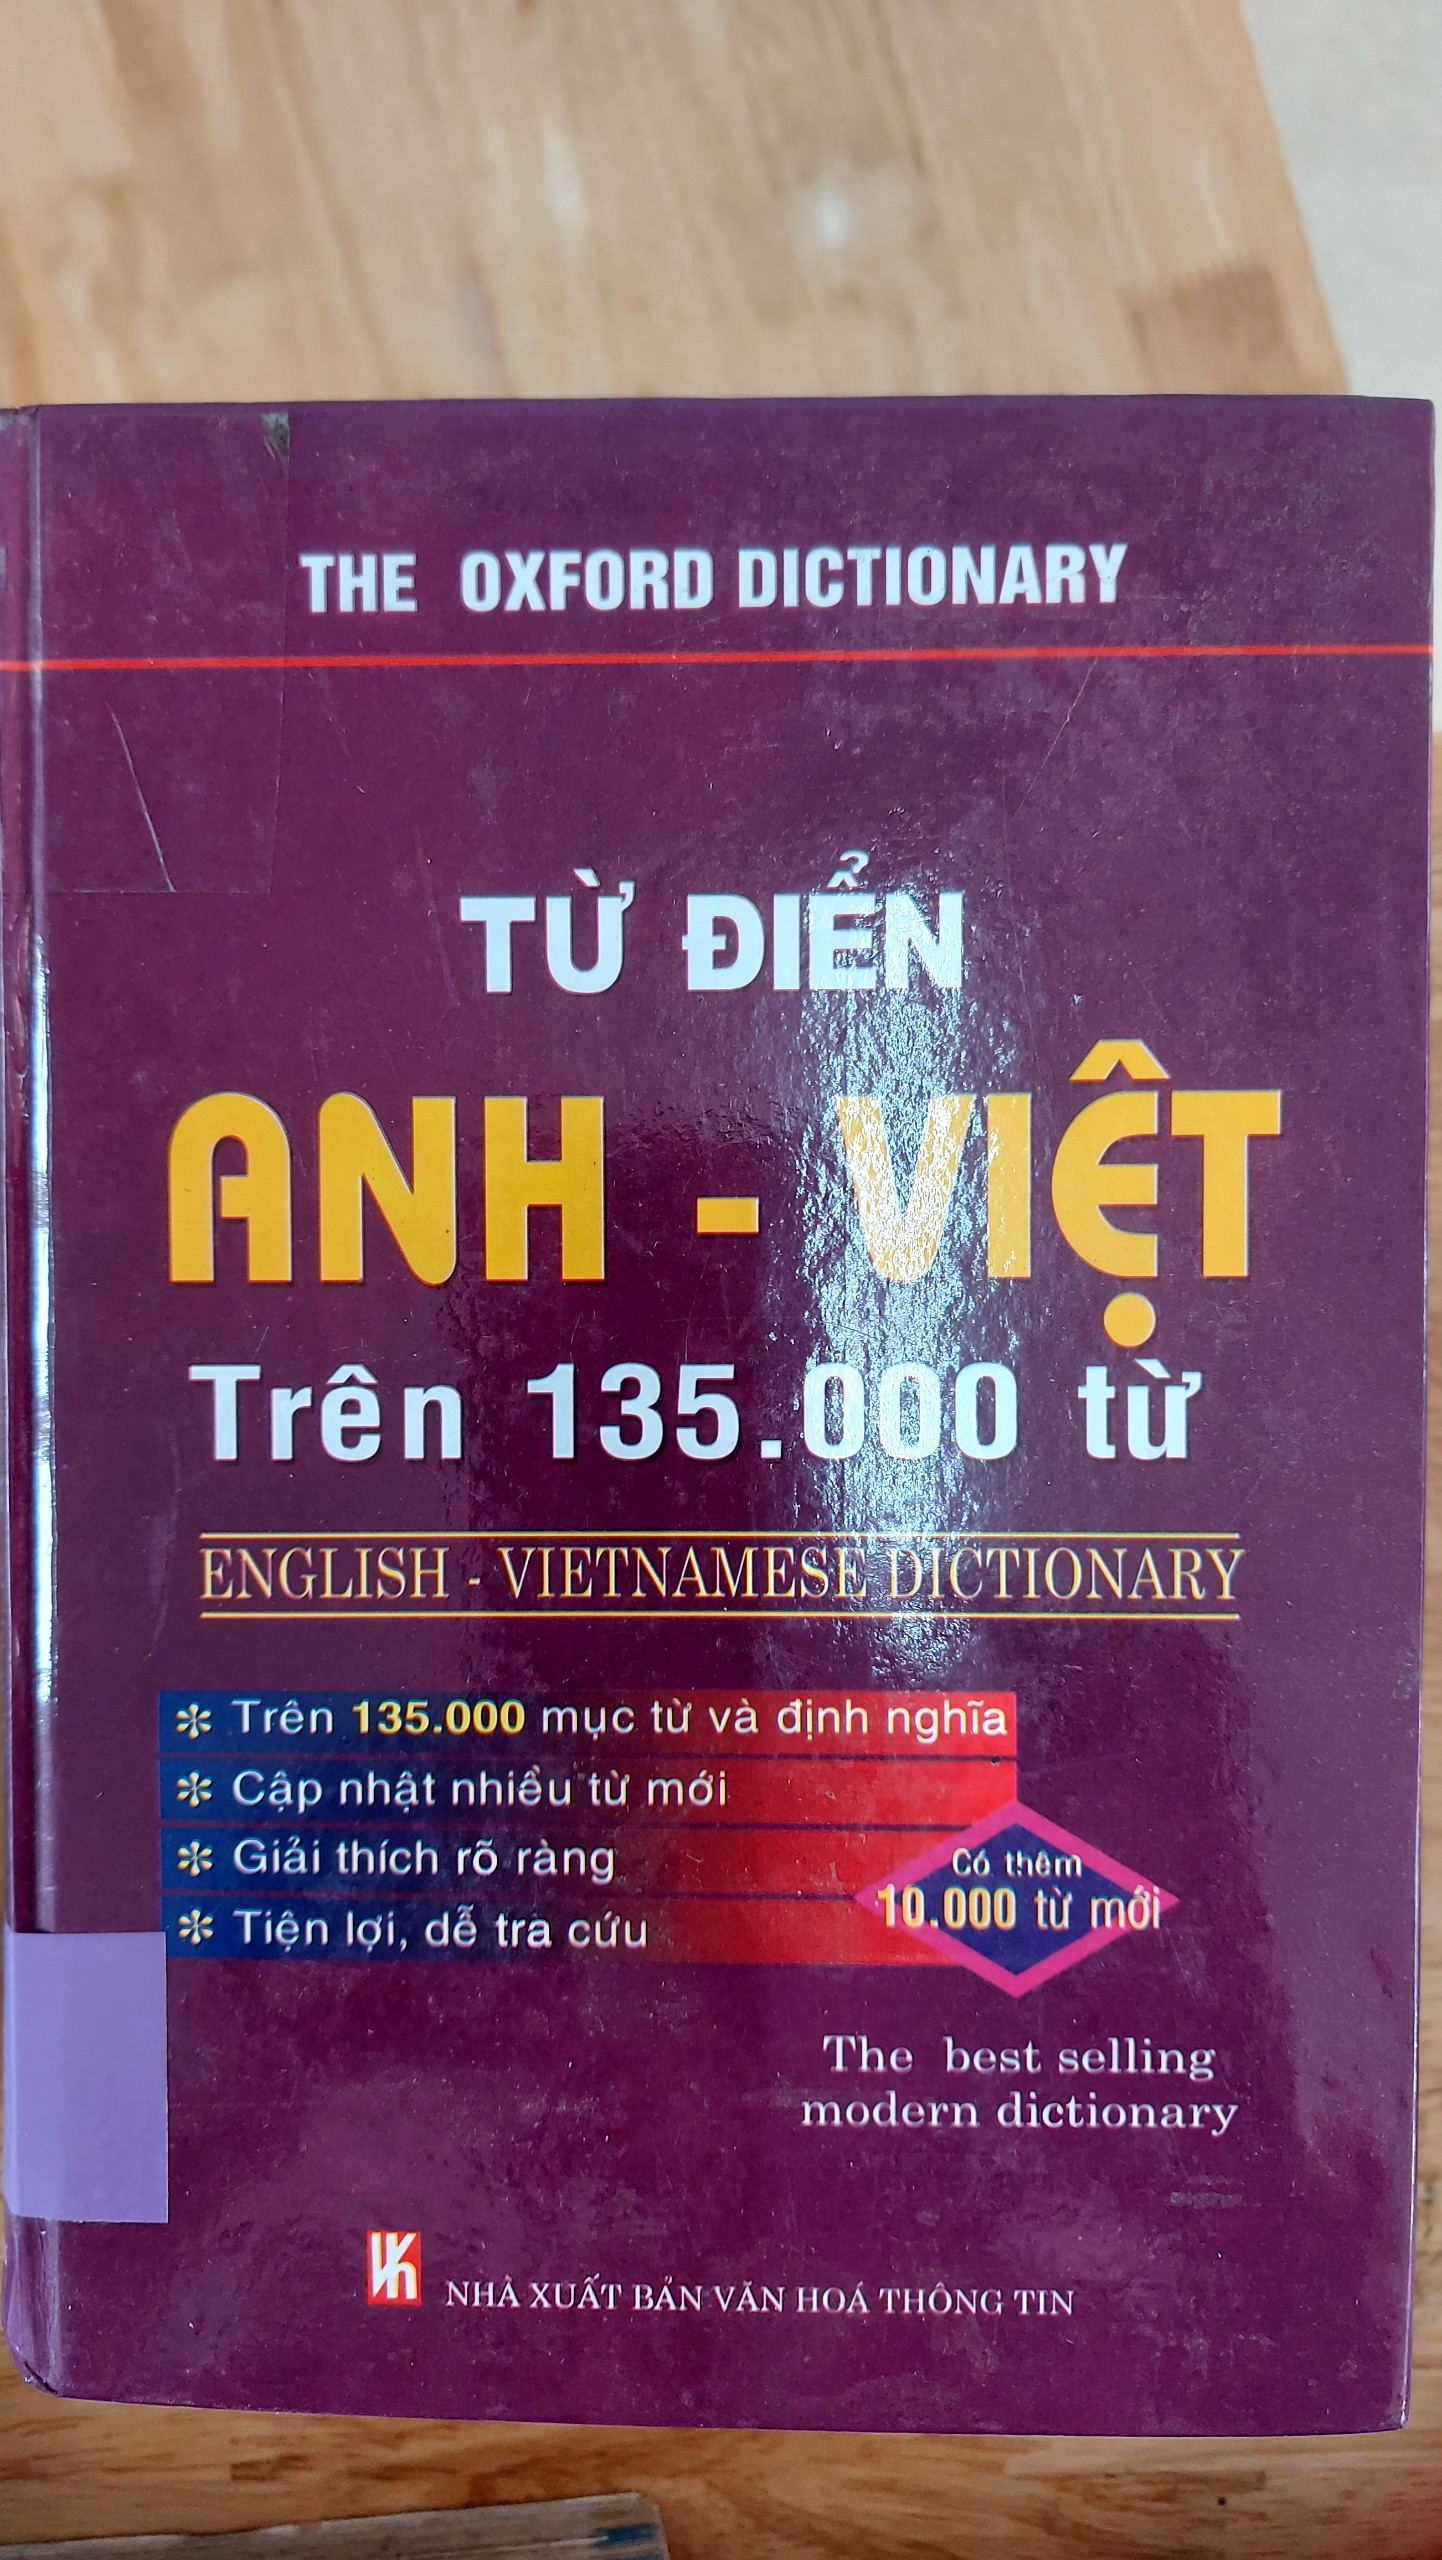 THE OXFORD DICTIONARY
TỪ ĐIỂN
ANH - VIỆT
Trên 135.000 từ
ENGLISH - VIETNAMESE DICTIONARY
✻ Trên 135.000 mục từ và định nghĩa
✻ Cập nhật nhiều từ mới
✻ Giải thích rõ ràng
✻ Tiện lợi, dễ tra cứu
Có thêm
10.000 từ mới
The best selling
modern dictionary
NHÀ XUẤT BẢN VĂN HOÁ THÔNG TIN